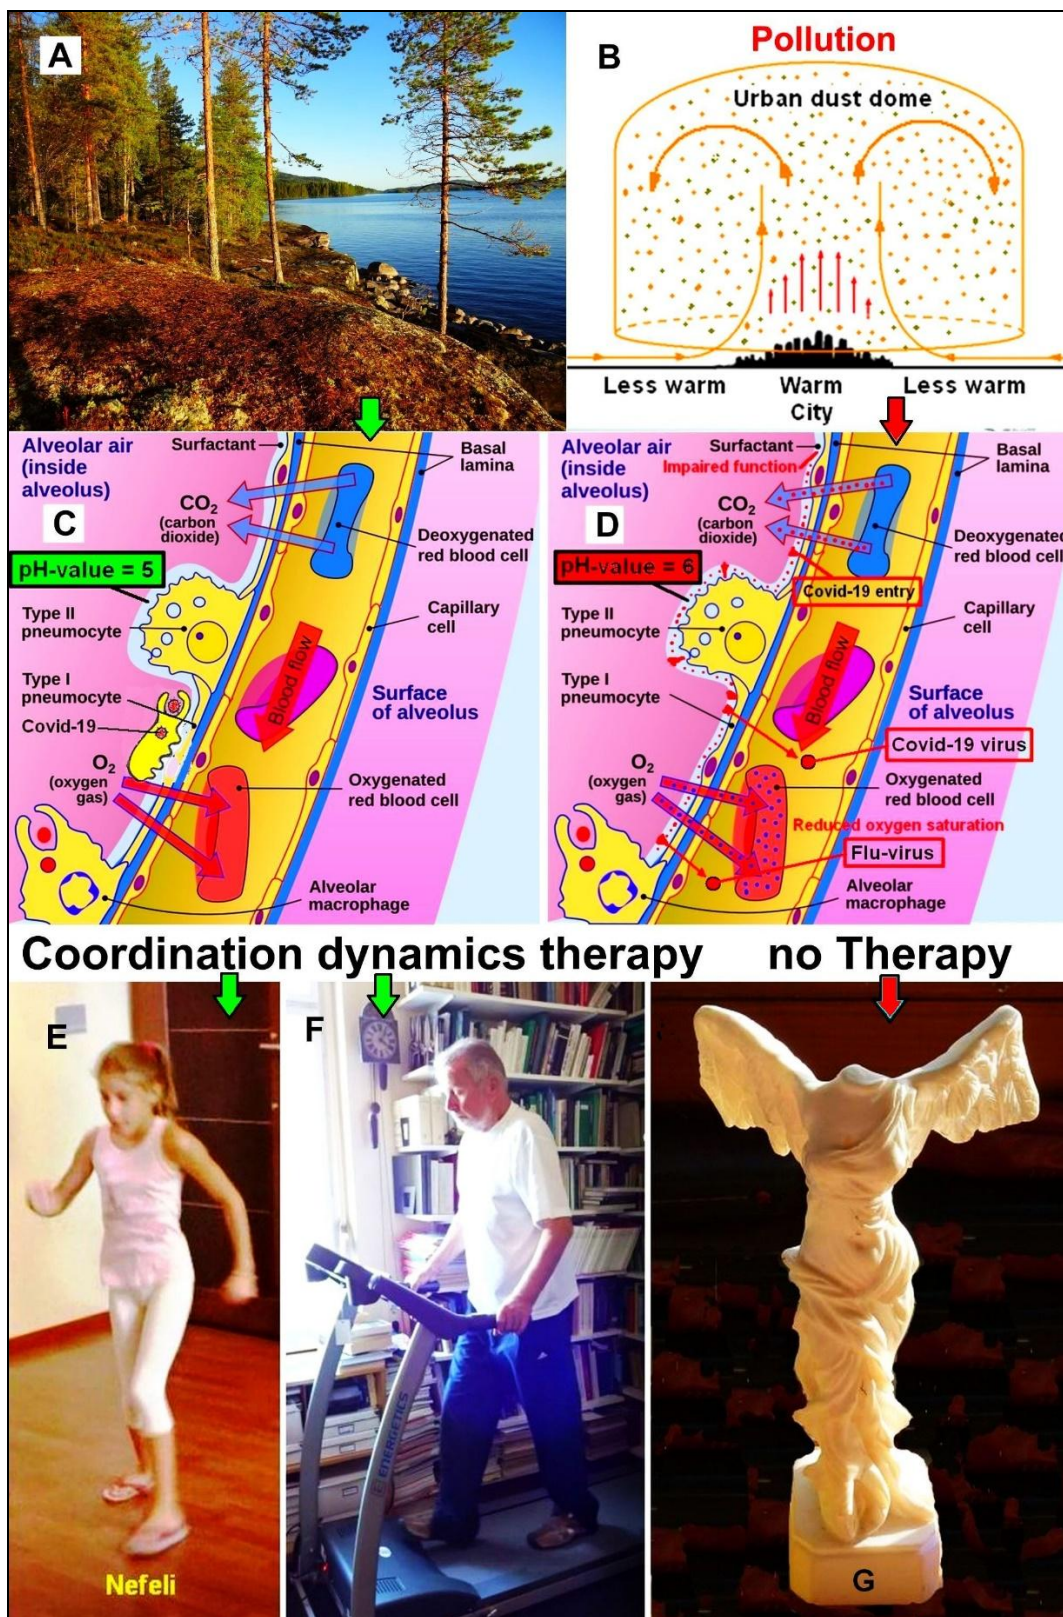 A
B
Pollution
Urban dust dome
Less warm
Warm
City
Less warm
Alveolar air
(inside
alveolus)
C
Surfactant
Basal
lamina
CO2
(carbon
dioxide)
Deoxygenated
red blood cell
pH-value = 5
Type II
pneumocyte
Capillary
cell
Type I
pneumocyte
Blood flow
Surface
of alveolus
Covid-19
O2
(oxygen
gas)
Oxygenated
red blood cell
Alveolar
macrophage
Alveolar air
(inside
alveolus)
D
Surfactant
Impaired function
Basal
lamina
CO2
(carbon
dioxide)
Deoxygenated
red blood cell
pH-value = 6
Covid-19 entry
Type II
pneumocyte
Capillary
cell
Type I
pneumocyte
Blood flow
Surface
of alveolus
Covid-19 virus
O2
(oxygen
gas)
Oxygenated
red blood cell
Reduced oxygen saturation
Flu-virus
Alveolar
macrophage
Coordination dynamics therapy
no Therapy
E
Nefeli
F
ENERGETICS
G